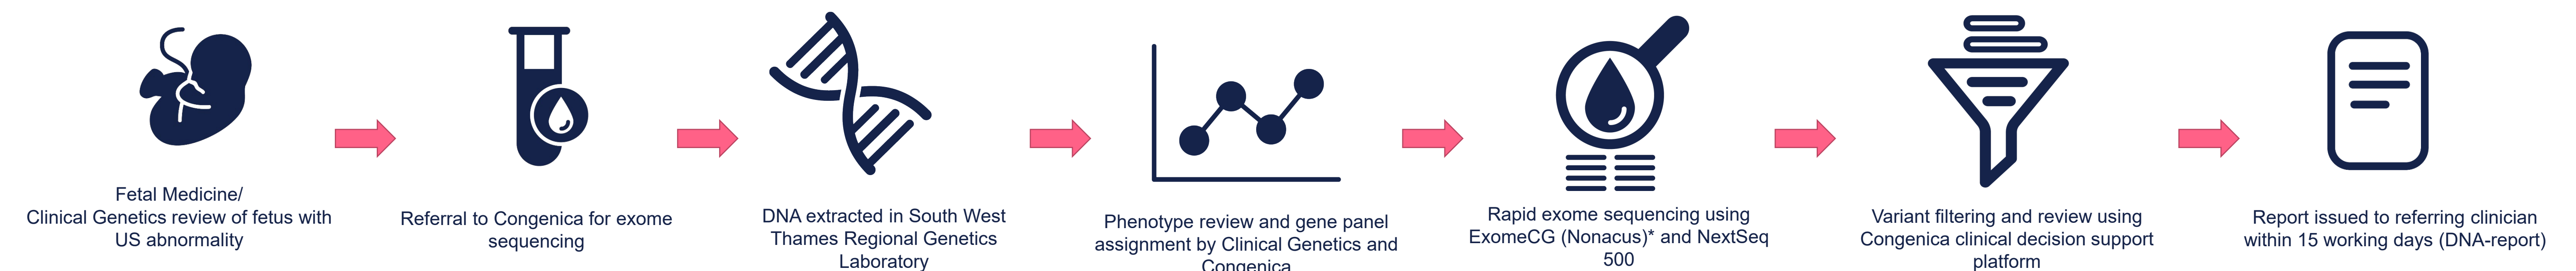 Fetal Medicine/
Clinical Genetics review of fetus with
US abnormality
Referral to Congenica for exome
sequencing
DNA extracted in South West
Thames Regional Genetics
Laboratory
Phenotype review and gene panel
assignment by Clinical Genetics and
Congenica
Rapid exome sequencing using
ExomeCG (Nonacus)* and NextSeq
500
Variant filtering and review using
Congenica clinical decision support
platform
Report issued to referring clinician
within 15 working days (DNA-report)